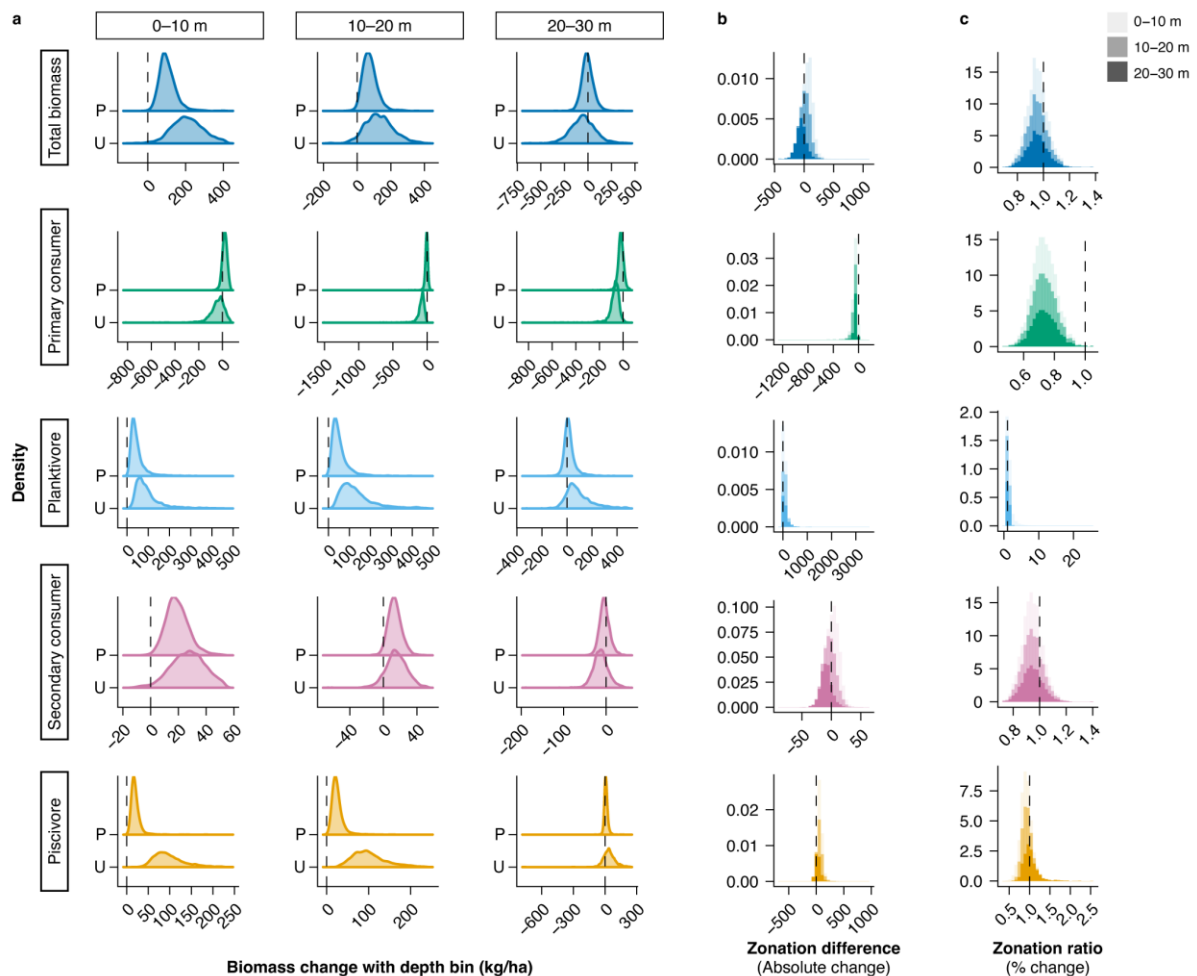 a
b
c
0–10 m
10–20 m
20–30 m
0–10 m
10–20 m
20–30 m
Density
Total biomass
P
U
0 200 400
−200 0 200 400
−750 −500 −250 0 250 500
0.010
0.005
0.000
−500 0 500 1000
15
10
5
0
0.8 1.0 1.2 1.4
Primary consumer
P
U
P
U
P
U
−800 −600 −400 −200 0
−1500 −1000 −500 0
−800 −600 −400 −200 0
0.03
0.02
0.01
0.00
−1200 −800 −400 0
15
10
5
0
0.6 0.8 1.0
Planktivore
P
U
P
U
P
U
0 100 200 300 400 500
0 100 200 300 400 500
−400 −200 0 200 400
0.010
0.005
0.000
0 1000 2000 3000
2.0
1.5
1.0
0.5
0.0
0 10 20
Secondary consumer
P
U
P
U
P
U
−20 0 20 40 60
−40 0 40
−200 −100 0
0.100
0.075
0.050
0.025
0.000
−50 0 50
15
10
5
0
0.8 1.0 1.2 1.4
Piscivore
P
U
P
U
P
U
0 50 100 150 200 250
0 100 200
−600 −300 0 300
0.02
0.01
0.00
−500 0 500 1000
7.5
5.0
2.5
0.0
0.5 1.0 1.5 2.0 2.5
Biomass change with depth bin (kg/ha)
Zonation difference
(Absolute change)
Zonation ratio
(% change)